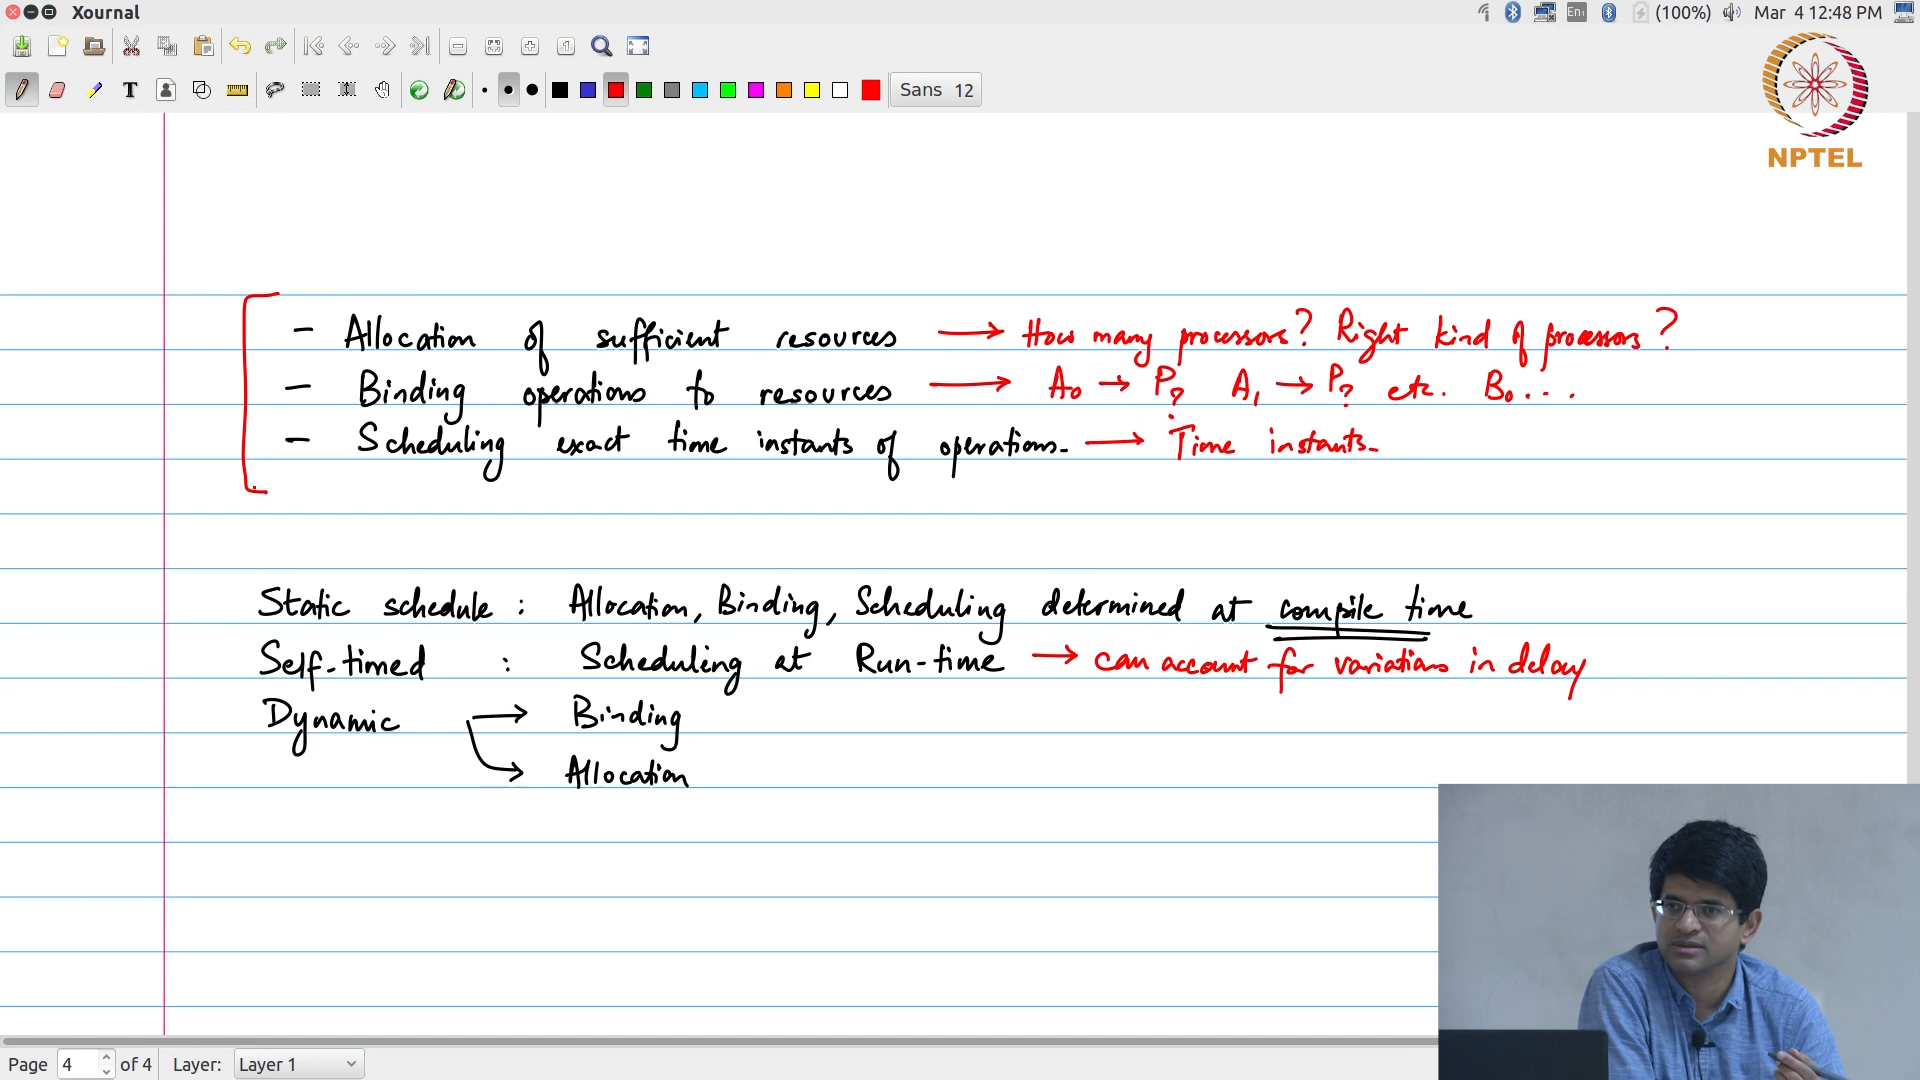 Xournal
En1 (100%) Mar 4 12:48 PM
T Sans 12
NPTEL
- Allocation of sufficient resources → How many processors? Right kind of processors?
- Binding operations to resources → A0 → P? A1 → P? etc. B0 ...
- Scheduling exact time instants of operations. → Time instants.
Static schedule : Allocation, Binding, Scheduling determined at compile time
Self-timed : Scheduling at Run-time → can account for variations in delay
Dynamic → Binding
→ Allocation
Page 4 of 4 Layer: Layer 1